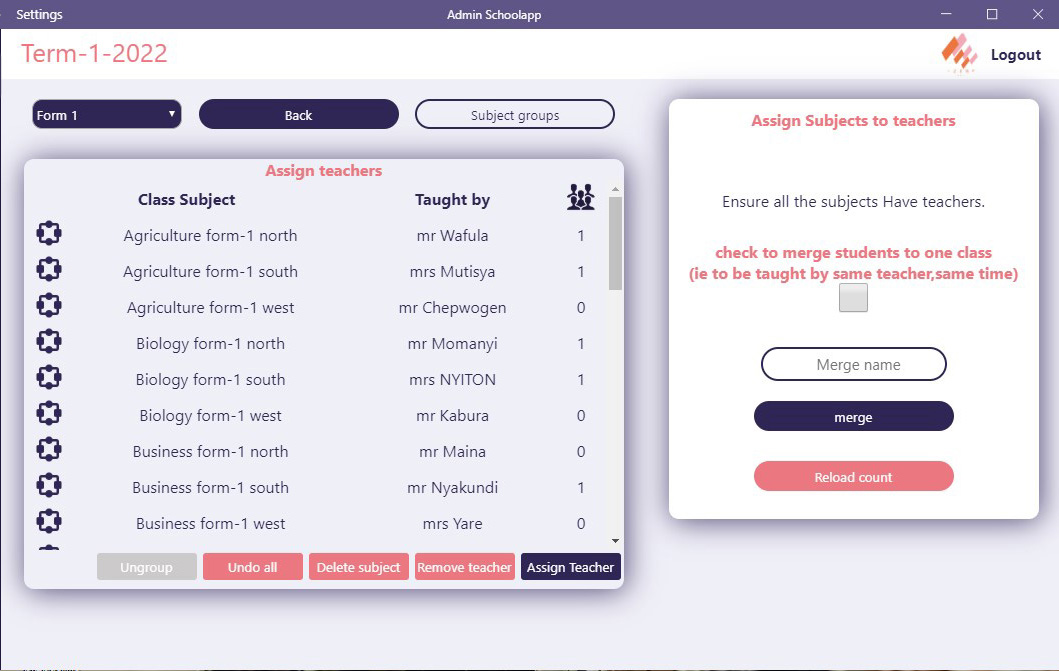 Settings
Admin Schoolapp
Term-1-2022
Logout
Form 1
Back
Subject groups
Assign teachers
Class Subject Taught by
Agriculture form-1 north mr Wafula 1
Agriculture form-1 south mrs Mutisya 1
Agriculture form-1 west mr Chepwogen 0
Biology form-1 north mr Momanyi 1
Biology form-1 south mrs NYITON 1
Biology form-1 west mr Kabura 0
Business form-1 north mr Maina 0
Business form-1 south mr Nyakundi 1
Business form-1 west mrs Yare 0
Ungroup Undo all Delete subject Remove teacher Assign Teacher
Assign Subjects to teachers
Ensure all the subjects Have teachers.
check to merge students to one class
(ie to be taught by same teacher,same time)
Merge name
merge
Reload count